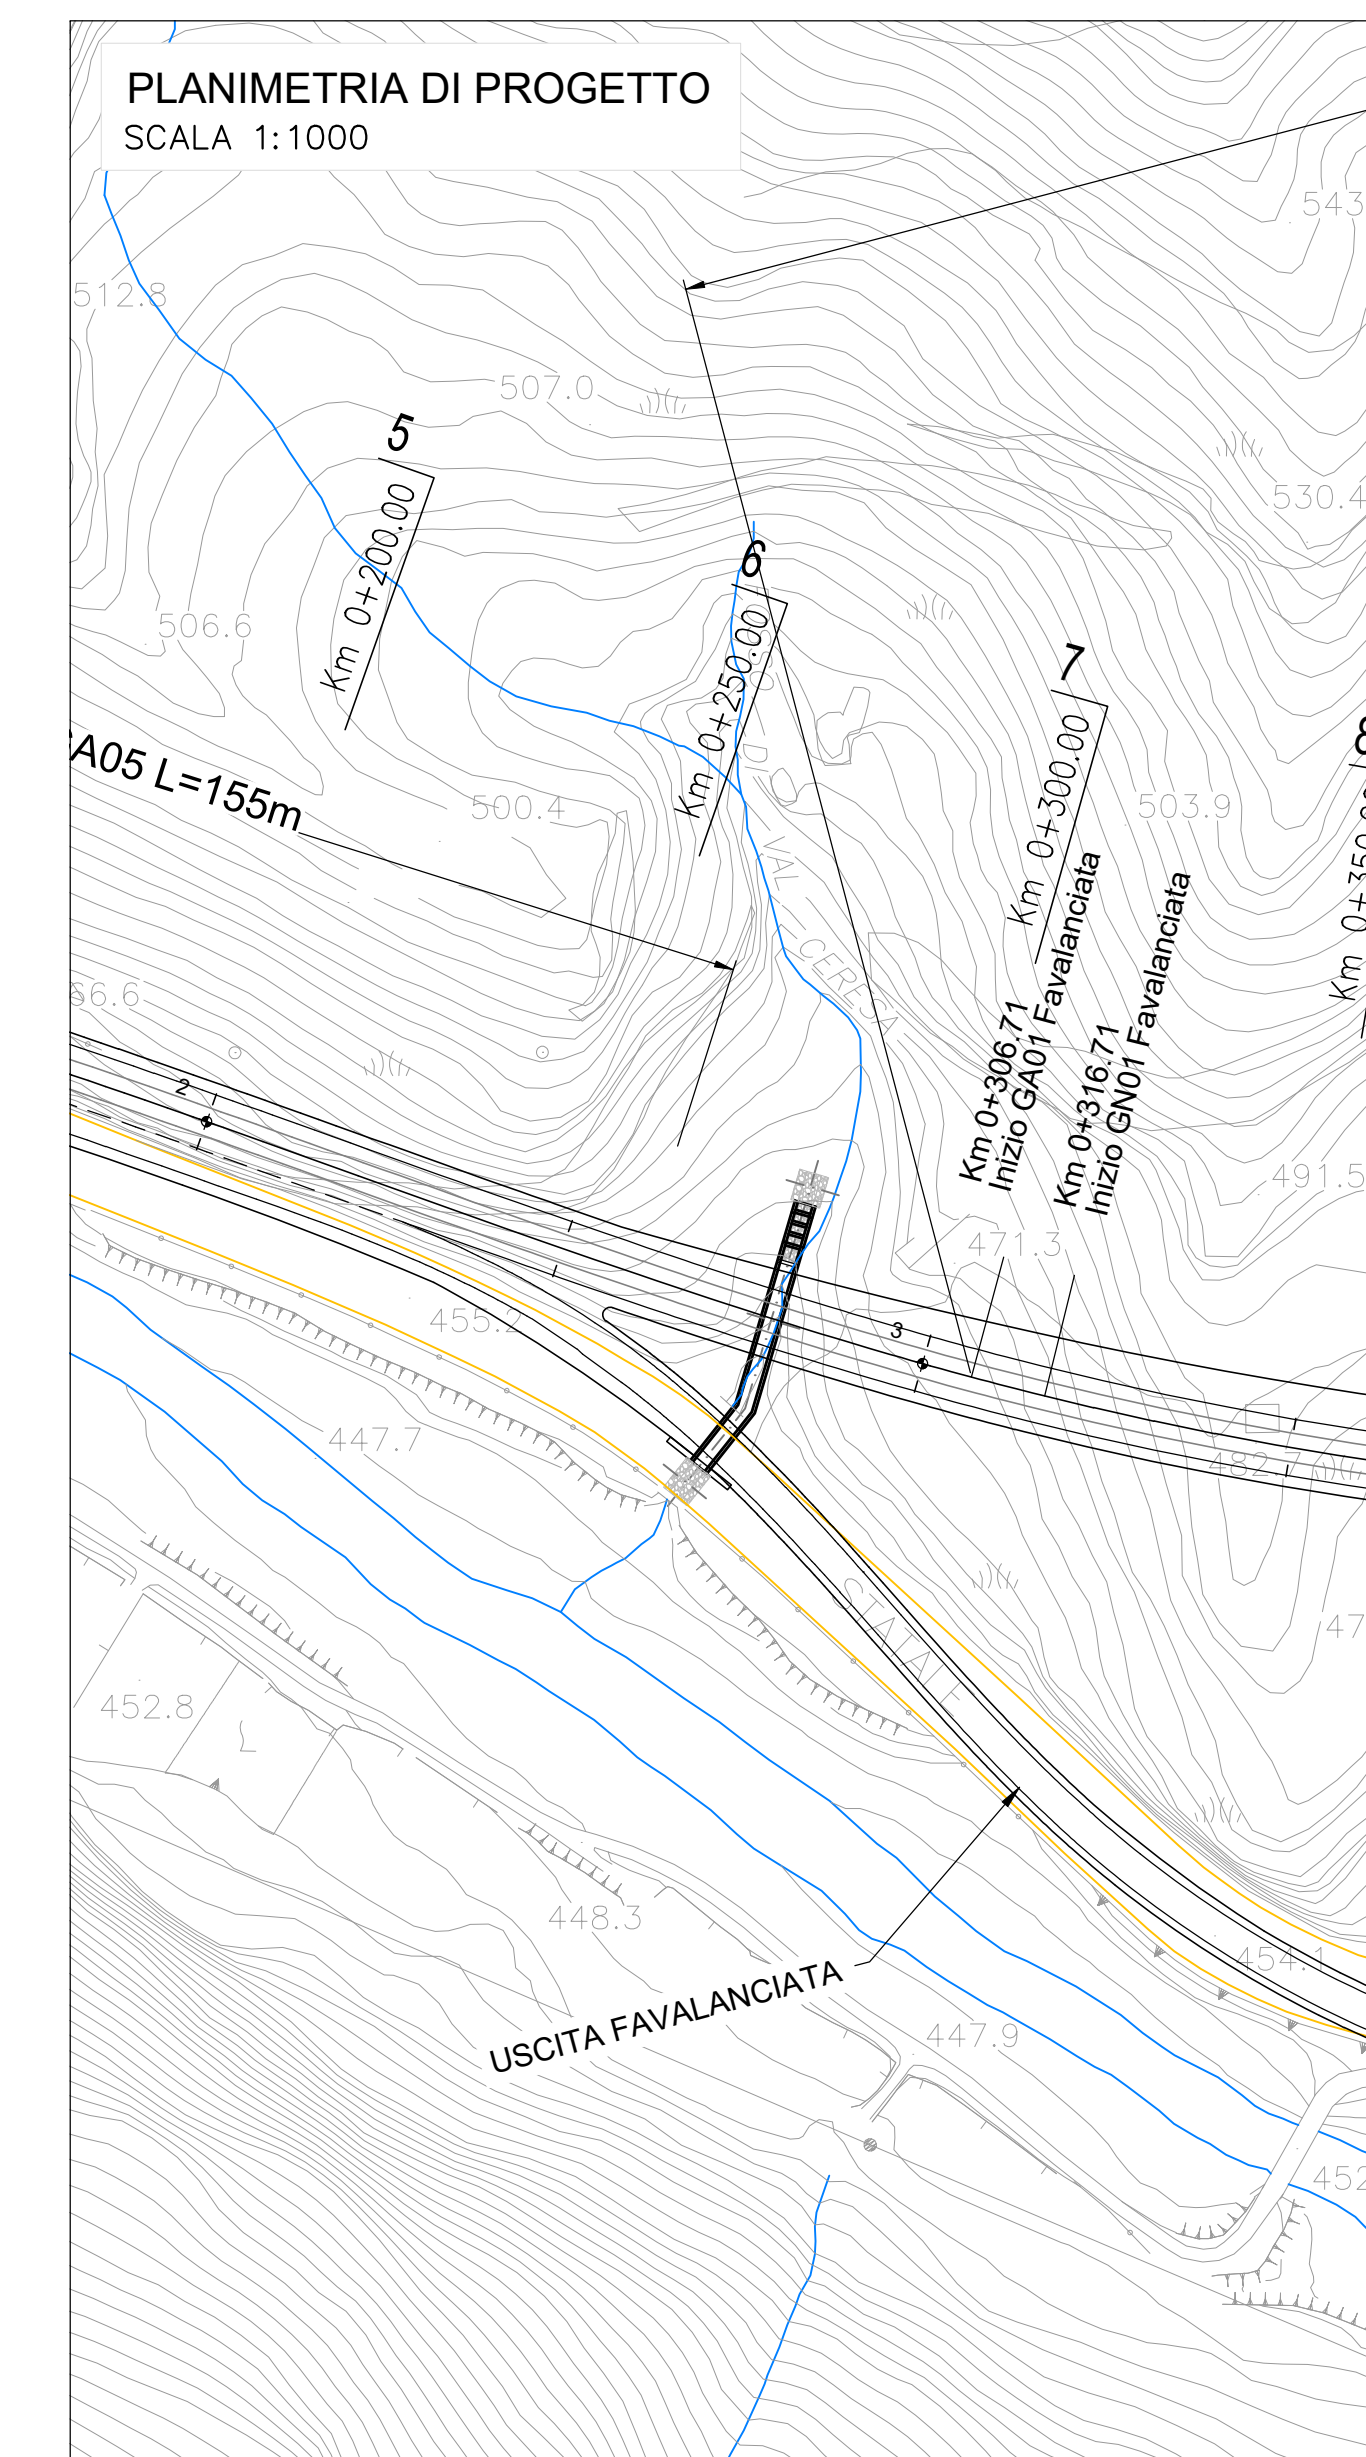 PLANIMETRIA DI PROGETTO
SCALA 1:1000
543
512.8
507.0
5
Km 0+200.00
530.4
6
Km 0+250.00
506.6
7
Km 0+300.00
L=155m
500.4
503.9
DI
VAL
CERESA
Km 0+306.71
Inizio GA01 Favalanciata
Km 0+316.71
Inizio GN01 Favalanciata
2
491.5
471.3
455.2
3
447.7
482.7
STATALE
452.8
448.3
454.1
USCITA FAVALANCIATA
447.9